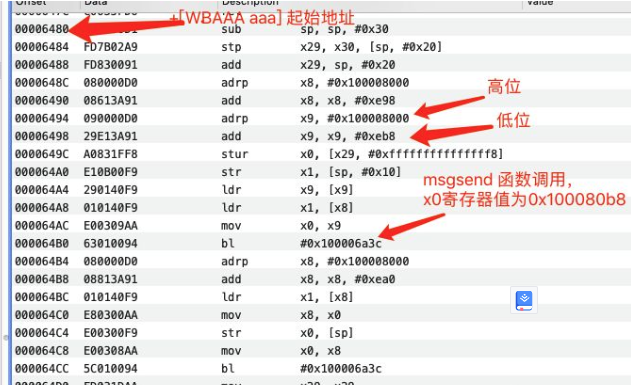 Offset Data Description Value
+[WBAAA aaa] 起始地址
00006480 sub sp, sp, #0x30
00006484 FD7B02A9 stp x29, x30, [sp, #0x20]
00006488 FD830091 add x29, sp, #0x20
0000648C 080000D0 adrp x8, #0x100008000
00006490 08613A91 add x8, x8, #0xe98
高位
00006494 090000D0 adrp x9, #0x100008000
00006498 29E13A91 add x9, x9, #0xeb8
低位
0000649C A0831FF8 stur x0, [x29, #0xfffffffffffffff8]
000064A0 E10B00F9 str x1, [sp, #0x10]
000064A4 290140F9 ldr x9, [x9]
000064A8 010140F9 ldr x1, [x8]
msgsend 函数调用,
x0寄存器值为0x100080b8
000064AC E00309AA mov x0, x9
000064B0 63010094 bl #0x100006a3c
000064B4 080000D0 adrp x8, #0x100008000
000064B8 08813A91 add x8, x8, #0xea0
000064BC 010140F9 ldr x1, [x8]
000064C0 E80300AA mov x8, x0
000064C4 E00300F9 str x0, [sp]
000064C8 E00308AA mov x0, x8
000064CC 5C010094 bl #0x100006a3c